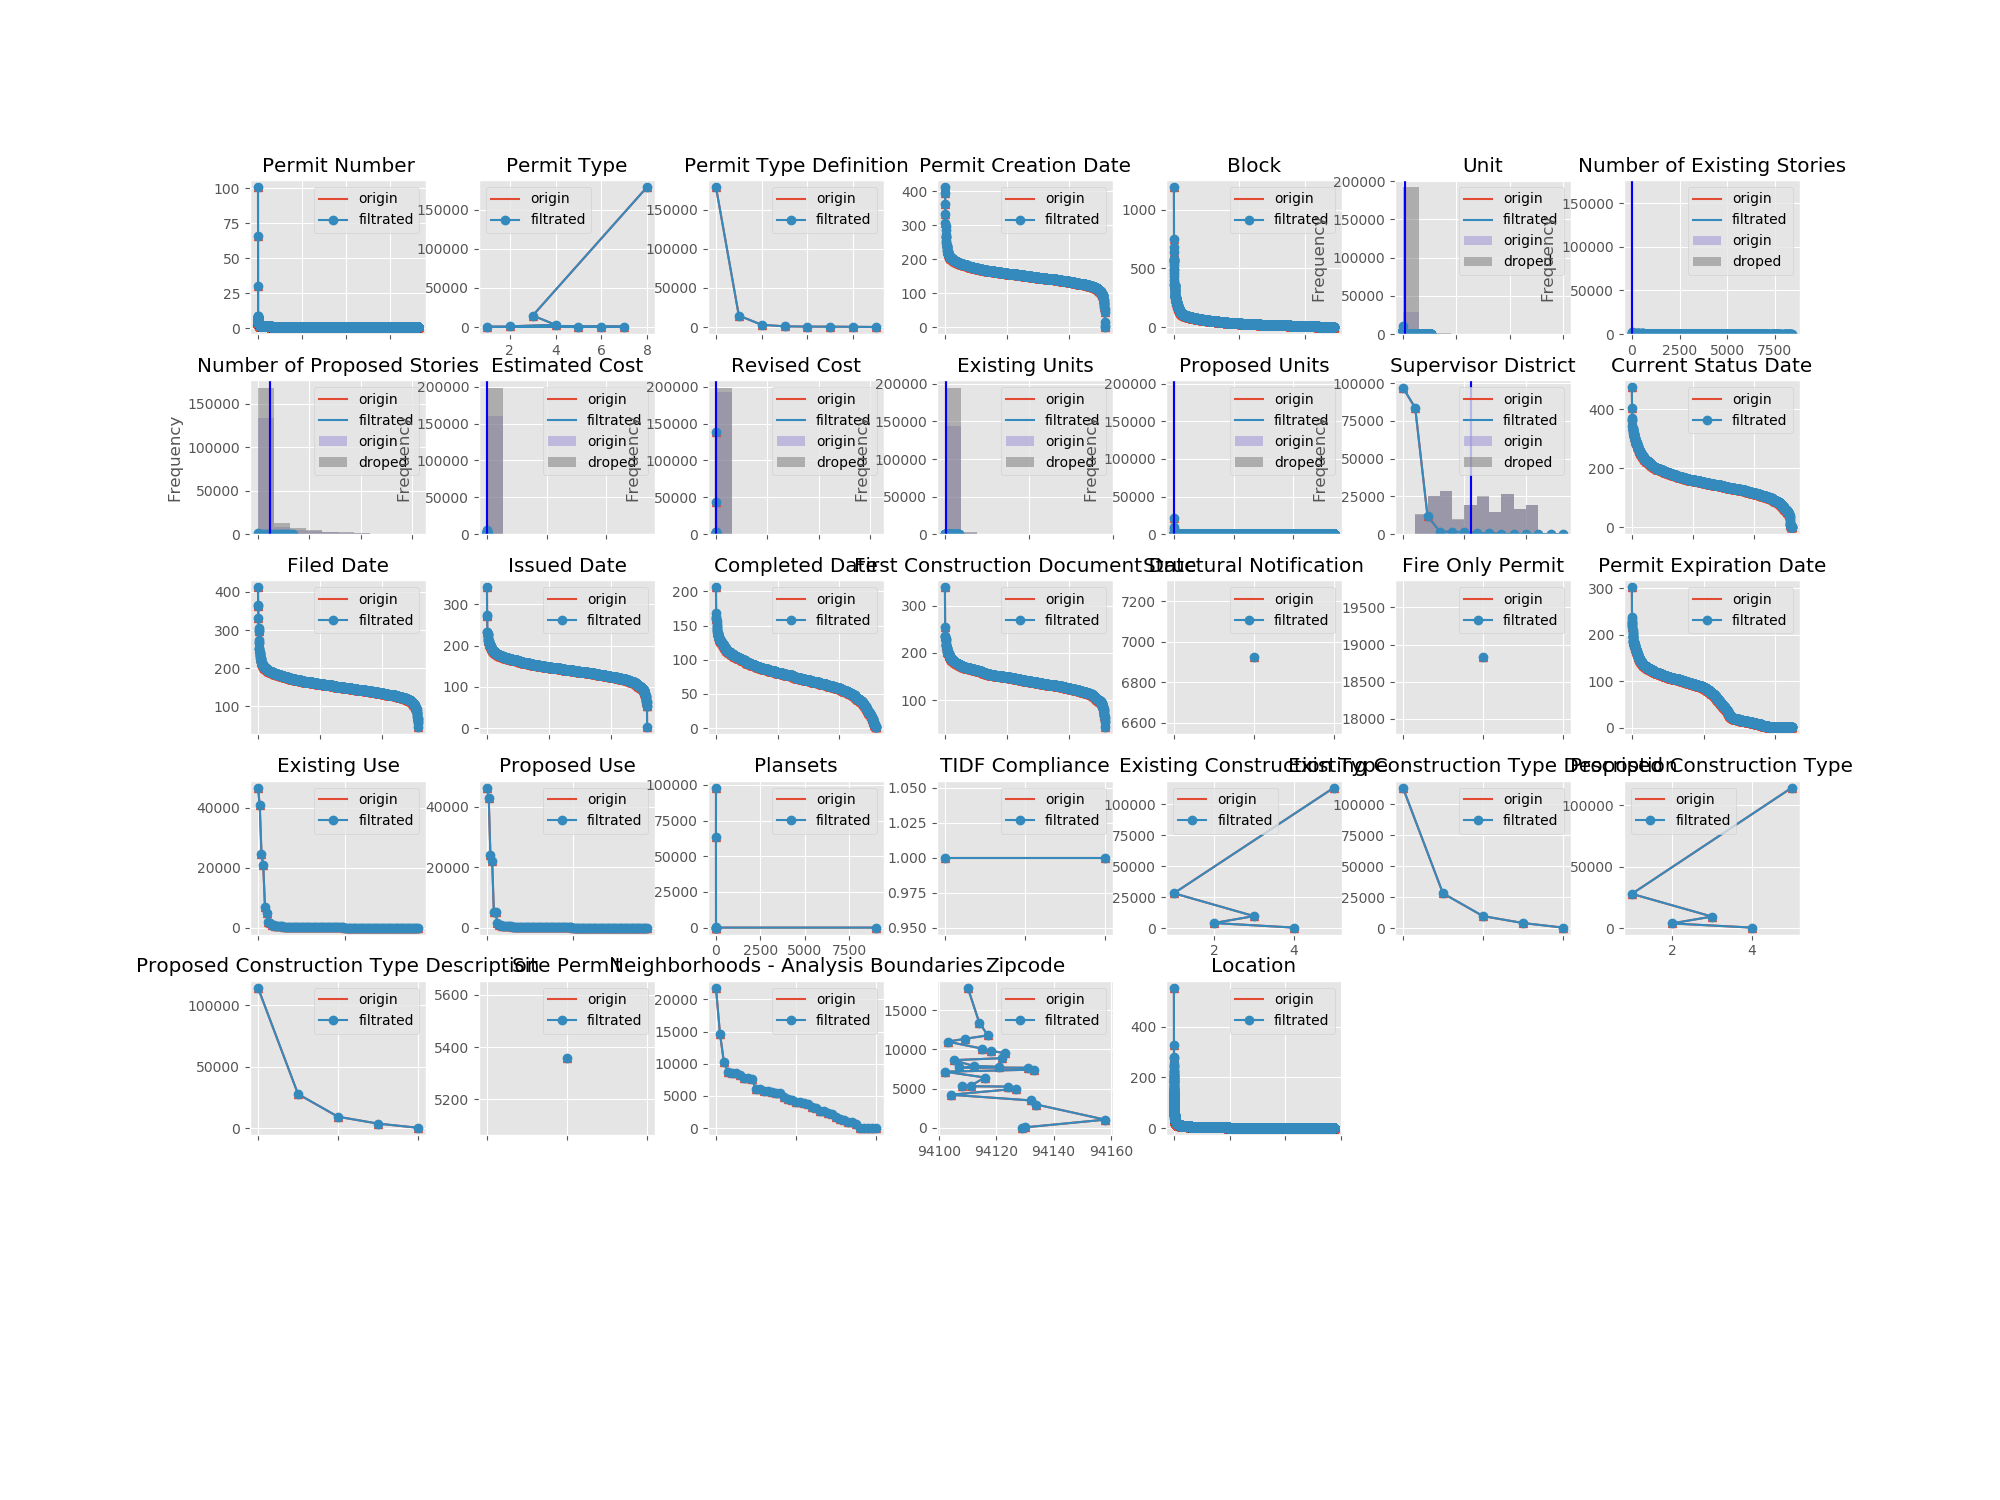 Permit Number
100
75
50
25
0
origin
filtrated
Permit Type
150000
100000
50000
0
2 4 6 8
origin
filtrated
Permit Type Definition
150000
100000
50000
0
origin
filtrated
Permit Creation Date
400
300
200
100
0
origin
filtrated
Block
1000
500
0
origin
filtrated
Unit
Frequency
200000
150000
100000
50000
0
origin
filtrated
origin
droped
Number of Existing Stories
Frequency
150000
100000
50000
0
0 2500 5000 7500
origin
filtrated
origin
droped
Number of Proposed Stories
Frequency
150000
100000
50000
0
origin
filtrated
origin
droped
Estimated Cost
Frequency
200000
150000
100000
50000
0
origin
filtrated
origin
droped
Revised Cost
Frequency
200000
150000
100000
50000
0
origin
filtrated
origin
droped
Existing Units
Frequency
200000
150000
100000
50000
0
origin
filtrated
origin
droped
Proposed Units
Frequency
200000
150000
100000
50000
0
origin
filtrated
origin
droped
Supervisor District
Frequency
100000
75000
50000
25000
0
origin
filtrated
origin
droped
Current Status Date
400
200
0
origin
filtrated
Filed Date
400
300
200
100
origin
filtrated
Issued Date
300
200
100
0
origin
filtrated
Completed Date
200
150
100
50
0
origin
filtrated
First Construction Document Date
300
200
100
origin
filtrated
Structural Notification
7200
7000
6800
6600
origin
filtrated
Fire Only Permit
19500
19000
18500
18000
origin
filtrated
Permit Expiration Date
300
200
100
0
origin
filtrated
Existing Use
40000
20000
0
origin
filtrated
Proposed Use
40000
20000
0
origin
filtrated
Plansets
100000
75000
50000
25000
0
0 2500 5000 7500
origin
filtrated
TIDF Compliance
1.050
1.025
1.000
0.975
0.950
origin
filtrated
Existing Construction Type
100000
75000
50000
25000
0
2 4
origin
filtrated
Existing Construction Type Description
100000
75000
50000
25000
0
origin
filtrated
Proposed Construction Type
100000
50000
0
2 4
origin
filtrated
Proposed Construction Type Description
100000
50000
0
origin
filtrated
Site Permit
5600
5400
5200
origin
filtrated
Neighborhoods - Analysis Boundaries
20000
15000
10000
5000
0
origin
filtrated
Zipcode
15000
10000
5000
0
94100 94120 94140 94160
origin
filtrated
Location
400
200
0
origin
filtrated